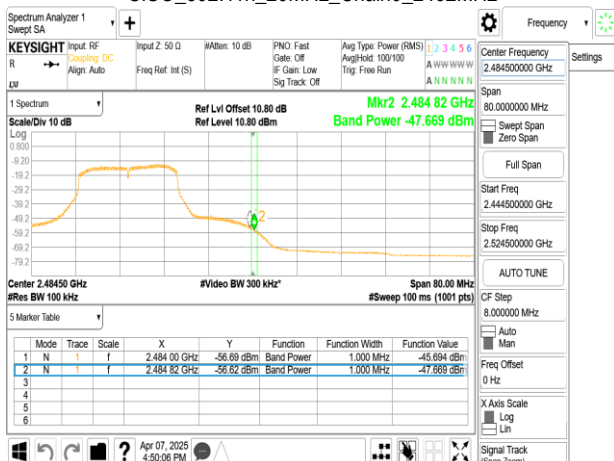 Spectrum Analyzer 1
Swept SA
+
Frequency
KEYSIGHT
R
LXI
Input: RF
Coupling: DC
Align: Auto
Input Z: 50 Ω
Freq Ref: Int (S)
#Atten: 10 dB
PNO: Fast
Gate: Off
IF Gain: Low
Sig Track: Off
Avg Type: Power (RMS)
Avg|Hold: 100/100
Trig: Free Run
1 2 3 4 5 6
A W W W W W
A N N N N N
Center Frequency
2.484500000 GHz
Settings
Span
80.0000000 MHz
Swept Span
Zero Span
Full Span
Start Freq
2.444500000 GHz
Stop Freq
2.524500000 GHz
AUTO TUNE
CF Step
8.000000 MHz
Auto
Man
Freq Offset
0 Hz
X Axis Scale
Log
Lin
Signal Track
1 Spectrum
Scale/Div 10 dB
Log
Ref Lvl Offset 10.80 dB
Ref Level 10.80 dBm
Mkr2 2.484 82 GHz
Band Power -47.669 dBm
0.800
-9.20
-19.2
-29.2
-39.2
-49.2
-59.2
-69.2
-79.2
2
Center 2.48450 GHz
#Res BW 100 kHz
#Video BW 300 kHz*
Span 80.00 MHz
#Sweep 100 ms (1001 pts)
5 Marker Table
Mode Trace Scale X Y Function Function Width Function Value
1 N 1 f 2.484 00 GHz -56.69 dBm Band Power 1.000 MHz -45.694 dBm
2 N 1 f 2.484 82 GHz -56.62 dBm Band Power 1.000 MHz -47.669 dBm
3
4
5
6
?
Apr 07, 2025
4:50:06 PM